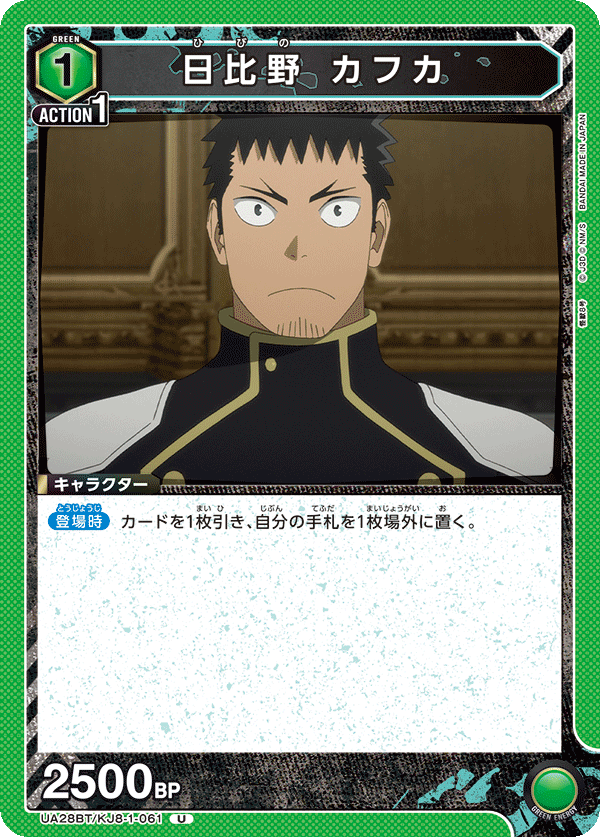 GREEN
1
ACTION 1
ひびの
日比野 カフカ
BANDAI MADE IN JAPAN
© J3D © NM/S
怪獣8号
キャラクター
とうじょうじ まいひ じぶん てふだ まいじょうがい お
登場時 カードを1枚引き、自分の手札を1枚場外に置く。
2500BP
UA28BT/KJ8-1-061 U
GREEN ENERGY